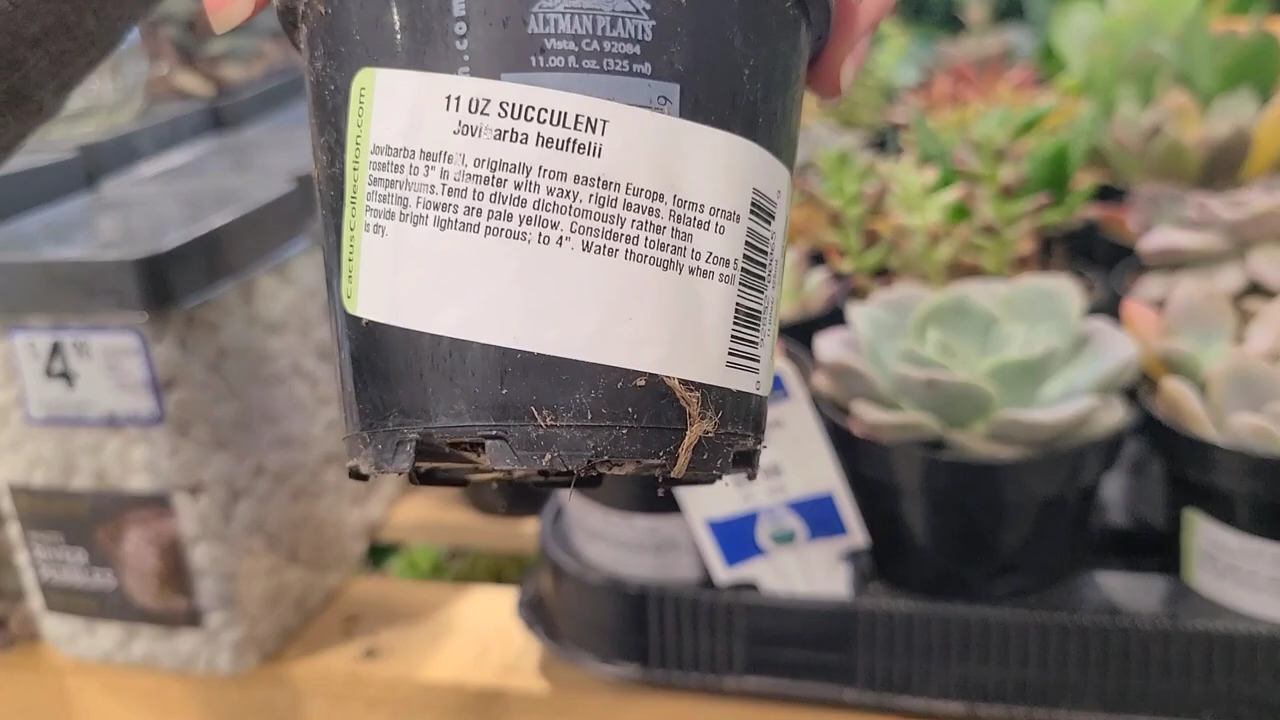 ALTMAN PLANTS
Vista, CA 92084
11.00 fl. oz. (325 ml)
CactusCollection.com
11 OZ SUCCULENT
Jovibarba heuffelii
Jovibarba heuffelii, originally from eastern Europe, forms ornate
rosettes to 3" in diameter with waxy, rigid leaves. Related to
Sempervivums. Tend to divide dichotomously rather than
offsetting. Flowers are pale yellow. Considered tolerant to Zone 5.
Provide bright lightand porous; to 4". Water thoroughly when soil
is dry.
4
RIVER
PEBBLES